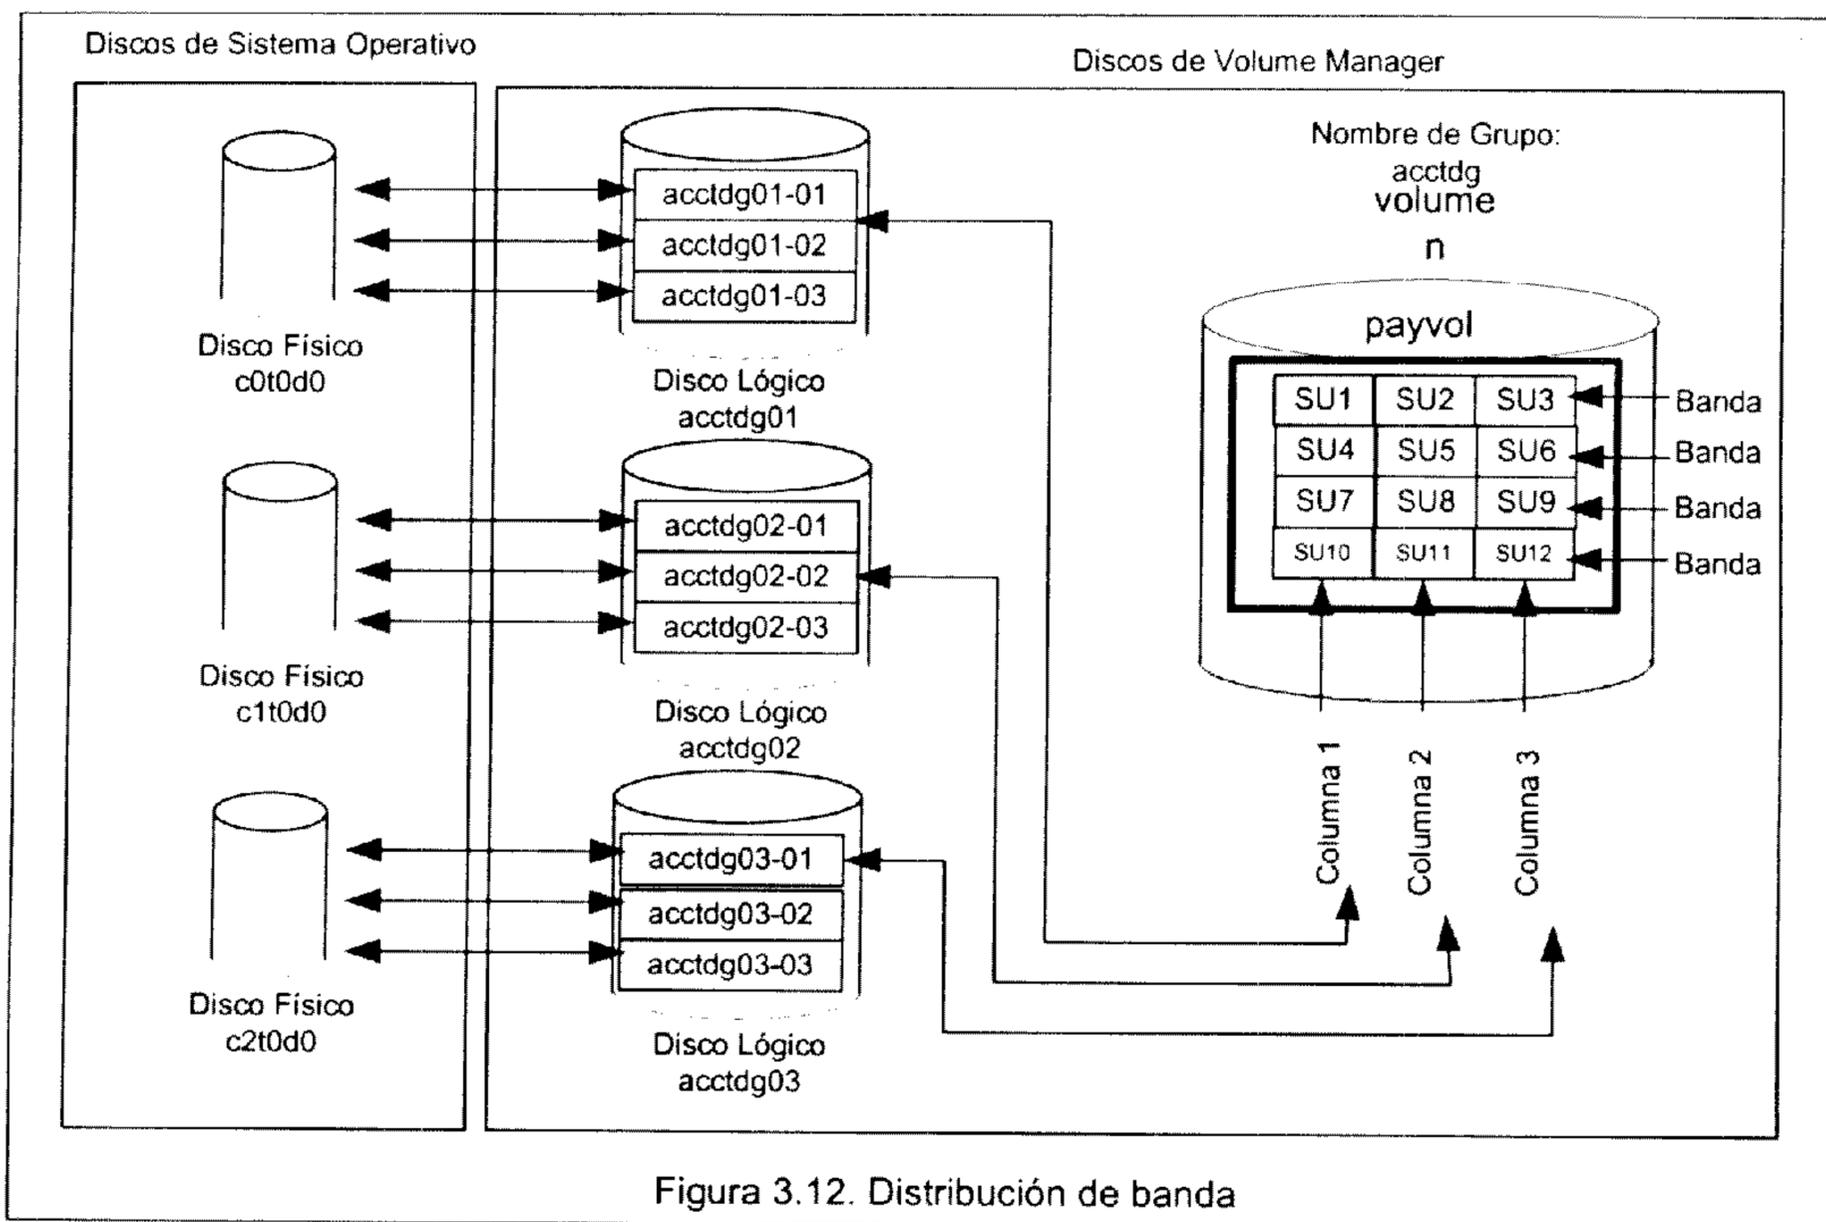 Discos de Sistema Operativo
Discos de Volume Manager
acctdg01-01
acctdg01-02
acctdg01-03
Disco Físico
c0t0d0
Disco Lógico
acctdg01
acctdg02-01
acctdg02-02
acctdg02-03
Disco Físico
c1t0d0
Disco Lógico
acctdg02
acctdg03-01
acctdg03-02
acctdg03-03
Disco Físico
c2t0d0
Disco Lógico
acctdg03
Nombre de Grupo:
acctdg
volume
n
payvol
SU1 SU2 SU3 Banda
SU4 SU5 SU6 Banda
SU7 SU8 SU9 Banda
SU10 SU11 SU12 Banda
Columna 1
Columna 2
Columna 3
Figura 3.12. Distribución de banda